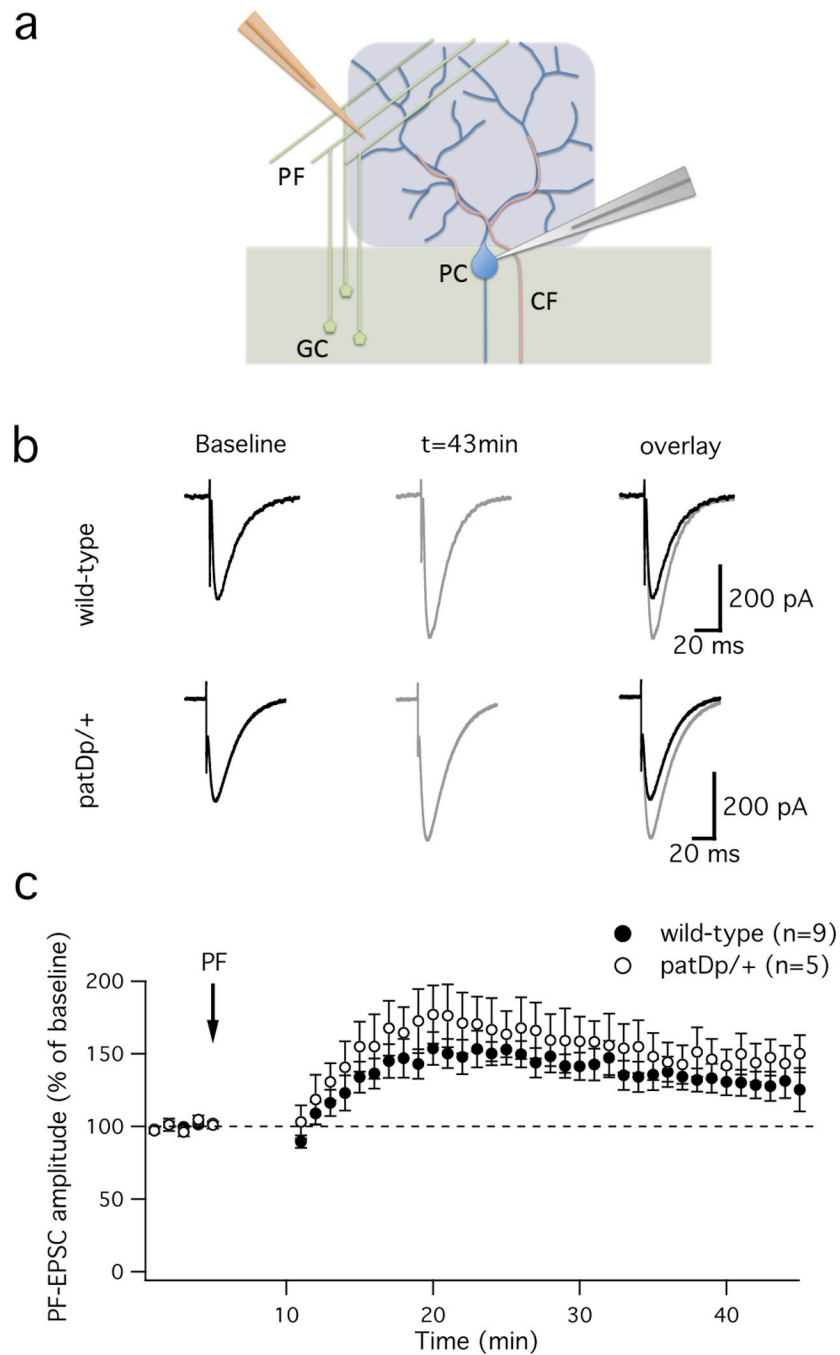 a
PF
PC
CF
GC
b
Baseline t=43min overlay
wild-type
200 pA
20 ms
patDp/+
200 pA
20 ms
c
wild-type (n=9)
patDp/+ (n=5)
PF-EPSC amplitude (% of baseline)
PF
200
150
100
50
0
10 20 30 40
Time (min)